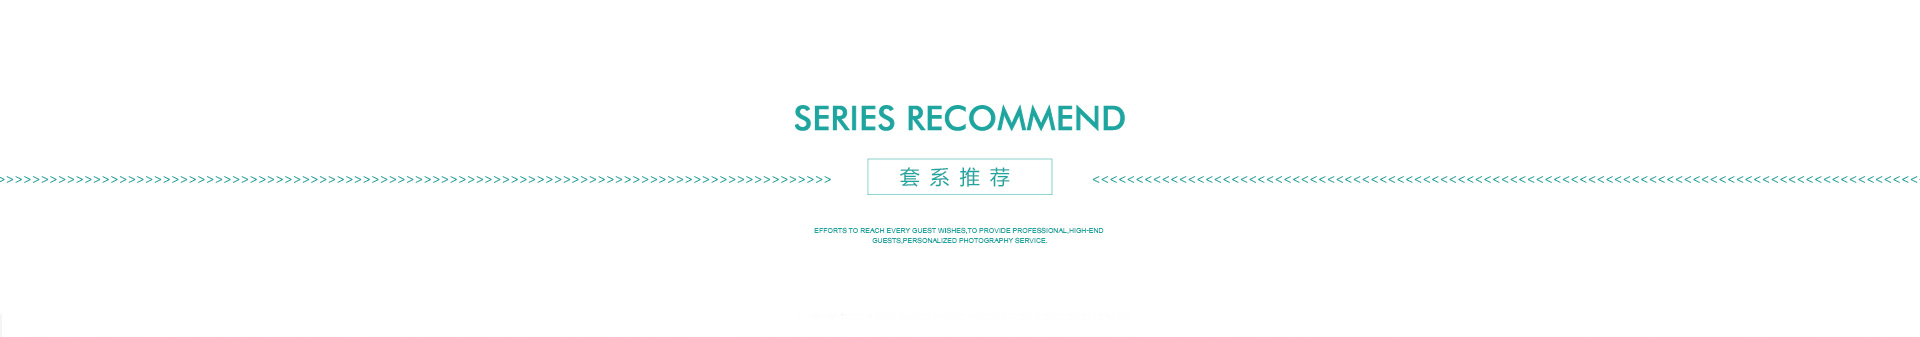 SERIES RECOMMEND
>>>>>>>>>>>>>>>>>>>>>>>>>>>>>>>>>>>>>>>>>>>>>>>>>>>>>>>>>>>>>>>>>>>>>>>>>>>>>>>>>>>>>>>>>>>>>>> 套系推荐 <<<<<<<<<<<<<<<<<<<<<<<<<<<<<<<<<<<<<<<<<<<<<<<<<<<<<<<<<<<<<<<<<<<<<<<<<<<<<<<<<<<<<<<<<<<<<<<
EFFORTS TO REACH EVERY GUEST WISHES,TO PROVIDE PROFESSIONAL,HIGH-END
GUESTS,PERSONALIZED PHOTOGRAPHY SERVICE.